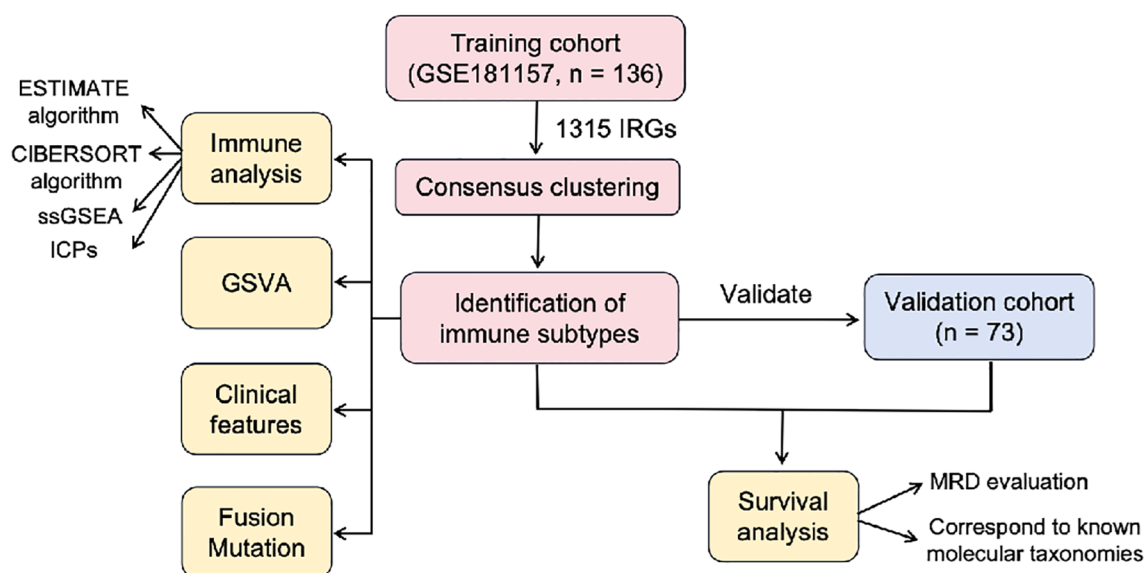 Training cohort
(GSE181157, n = 136)
1315 IRGs
Consensus clustering
Identification of
immune subtypes
Validate
Validation cohort
(n = 73)
Immune
analysis
ESTIMATE
algorithm
CIBERSORT
algorithm
ssGSEA
ICPs
GSVA
Clinical
features
Fusion
Mutation
Survival
analysis
MRD evaluation
Correspond to known
molecular taxonomies